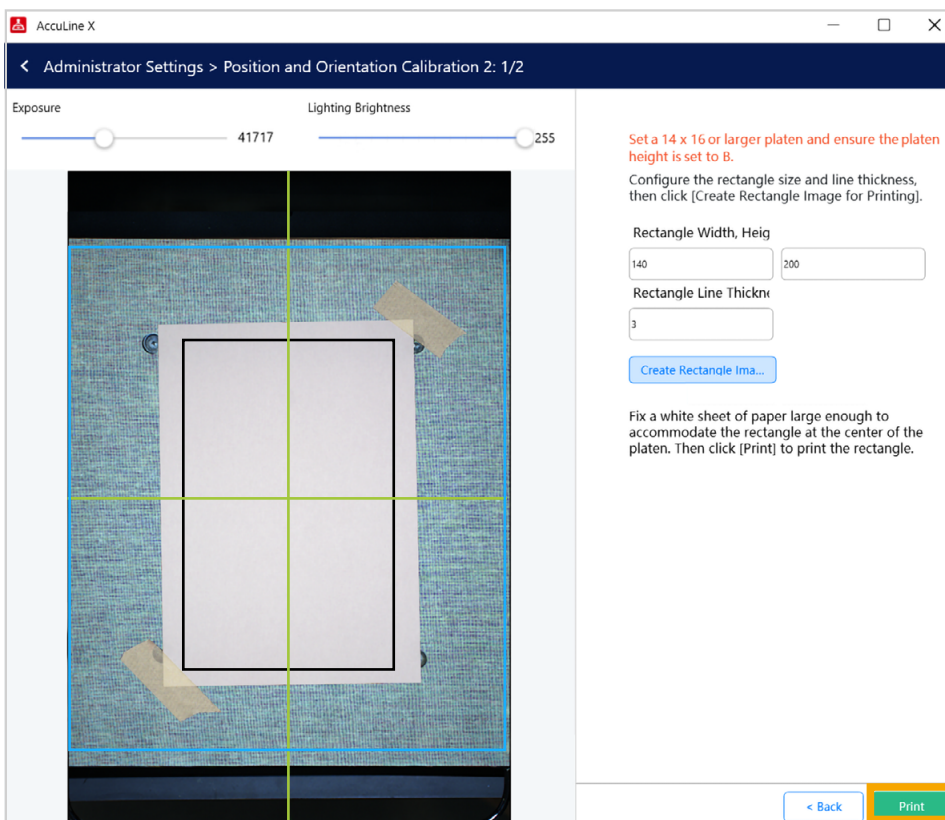 AccuLine X
< Administrator Settings > Position and Orientation Calibration 2: 1/2
Exposure
41717
Lighting Brightness
255
Set a 14 x 16 or larger platen and ensure the platen
height is set to B.
Configure the rectangle size and line thickness,
then click [Create Rectangle Image for Printing].
Rectangle Width, Heig
140
200
Rectangle Line Thickne
3
Create Rectangle Ima...
Fix a white sheet of paper large enough to
accommodate the rectangle at the center of the
platen. Then click [Print] to print the rectangle.
< Back
Print